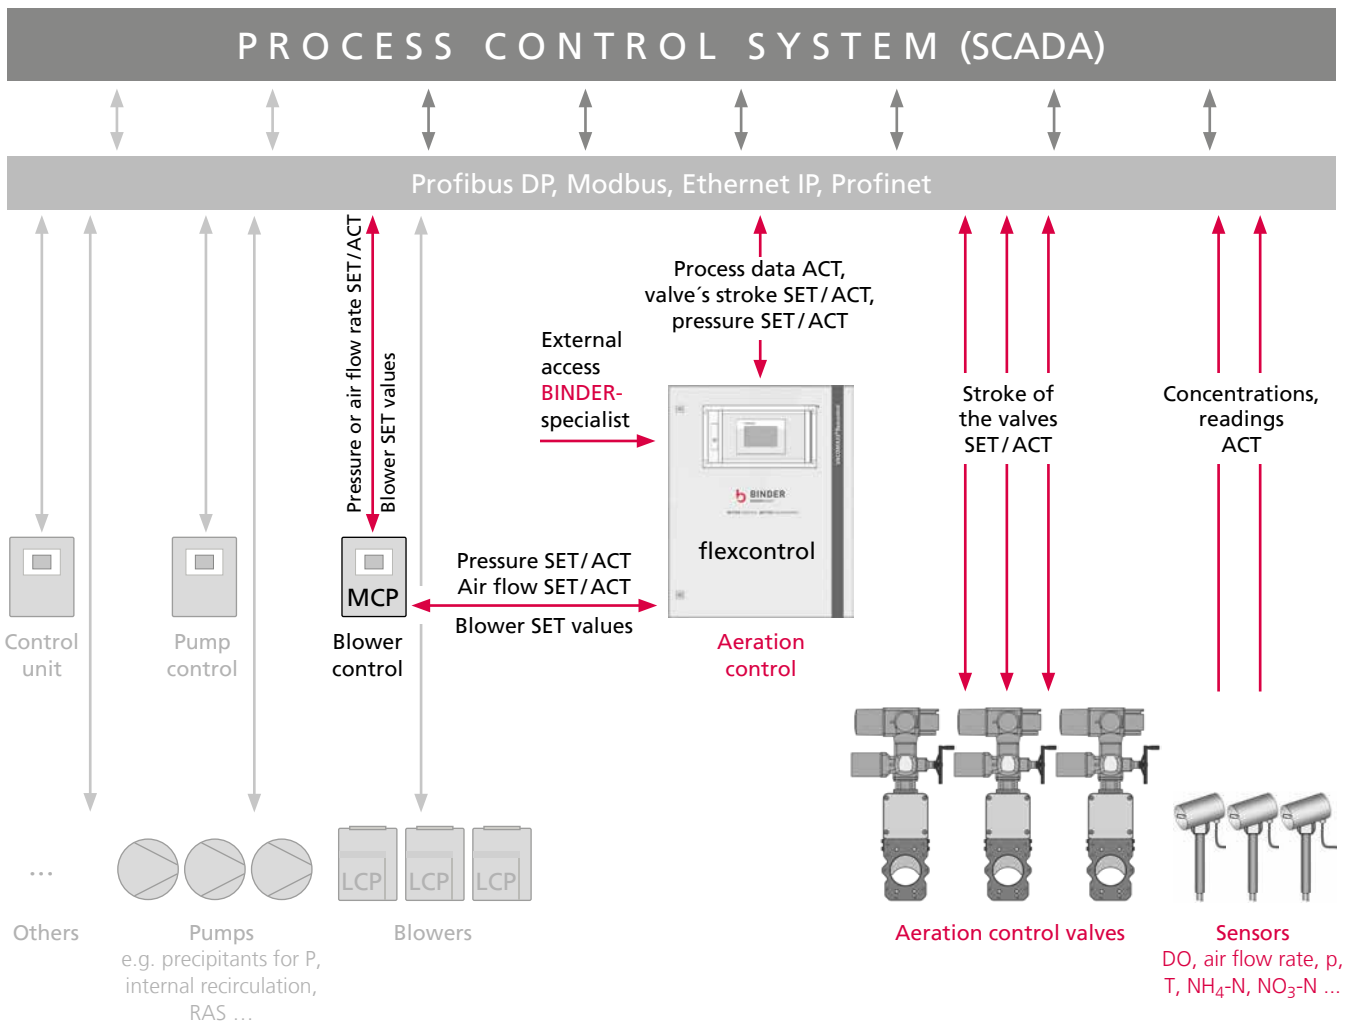 PROCESS CONTROL SYSTEM (SCADA)
Profibus DP, Modbus, Ethernet IP, Profinet
Pressure or air flow rate SET/ACT
Blower SET values
Process data ACT,
valve´s stroke SET/ACT,
pressure SET/ACT
External
access
BINDER-
specialist
Stroke of
the valves
SET/ACT
Concentrations,
readings
ACT
BINDER
flexcontrol
Pressure SET/ACT
Air flow SET/ACT
Blower SET values
MCP
Control
unit
Pump
control
Blower
control
Aeration
control
...
LCP
LCP
LCP
Others
Pumps
e.g. precipitants for P,
internal recirculation,
RAS ...
Blowers
Aeration control valves
Sensors
DO, air flow rate, p,
T, NH4-N, NO3-N ...